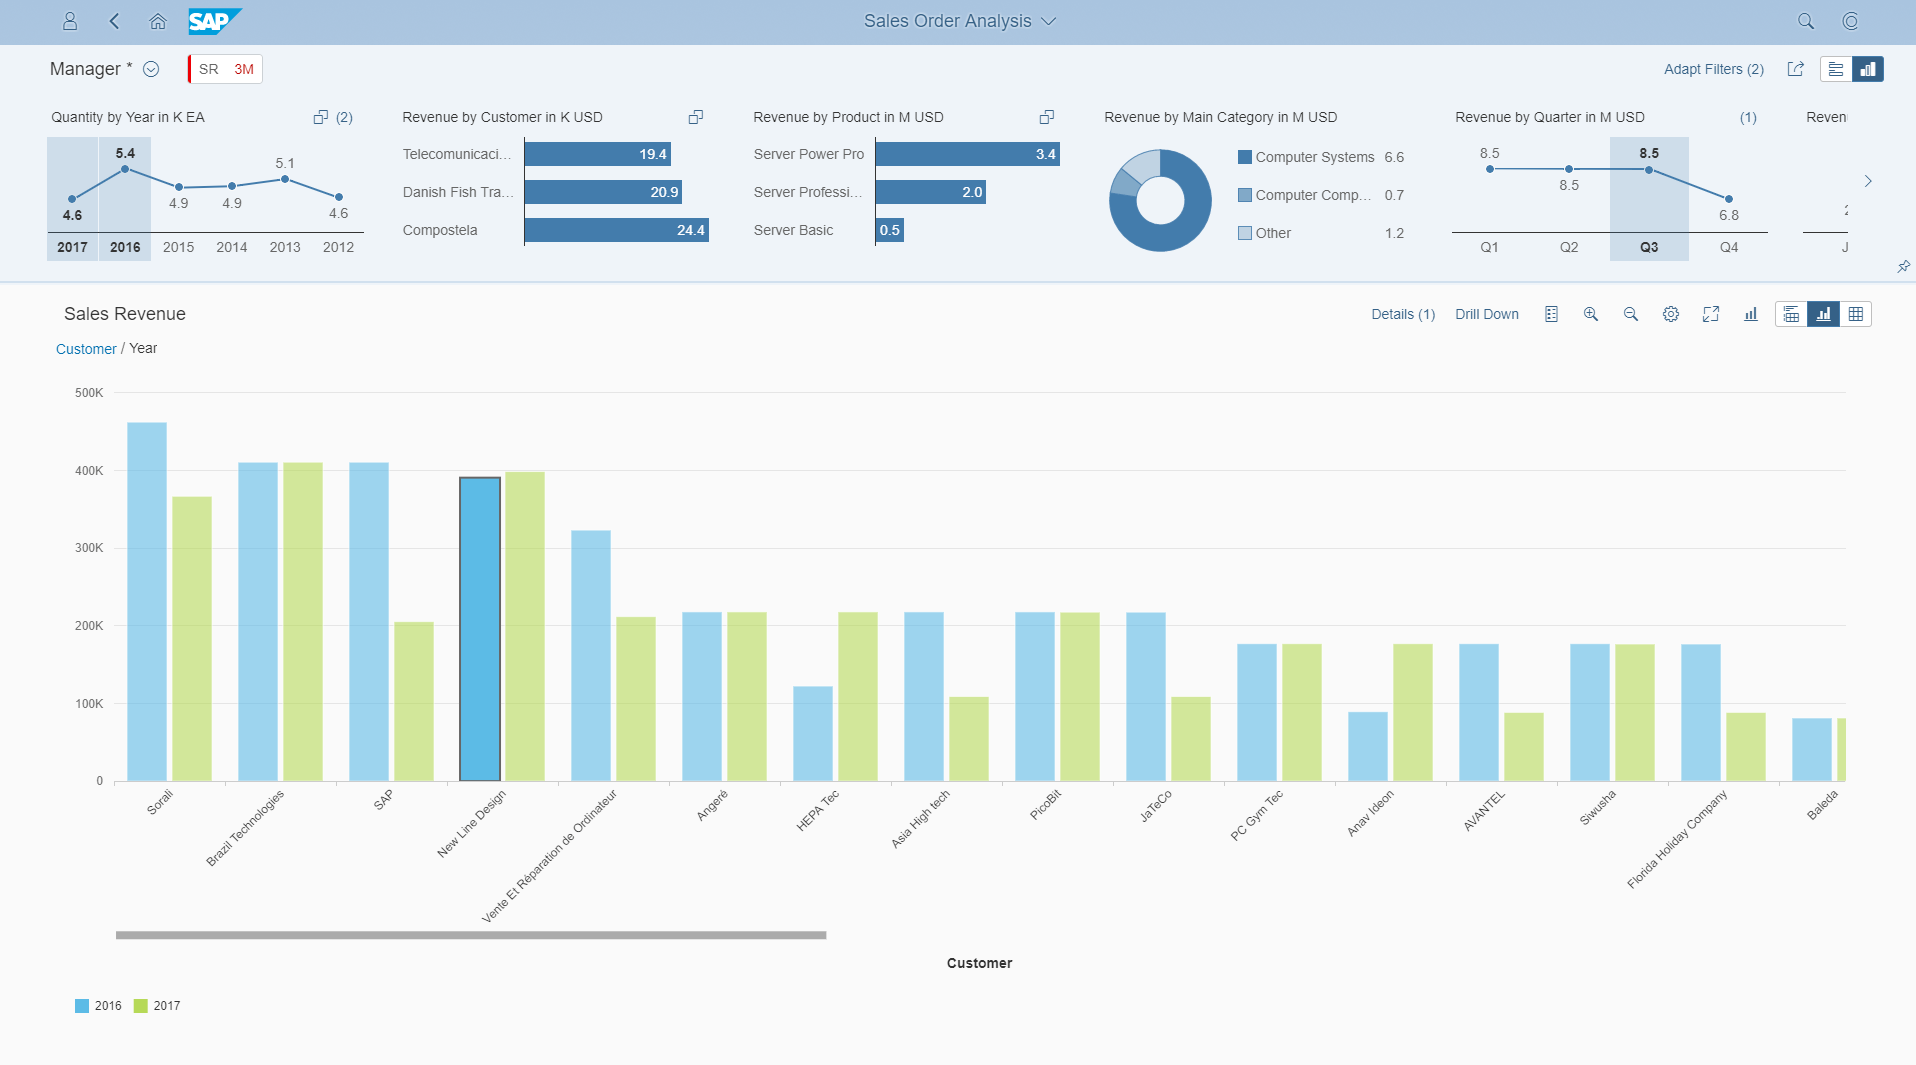 SAP
Sales Order Analysis
Manager *
SR 3M
Adapt Filters (2)
Quantity by Year in K EA
(2)
5.4
4.6
4.9
4.9
5.1
4.6
2017 2016 2015 2014 2013 2012
Revenue by Customer in K USD
Telecomunicaci... 19.4
Danish Fish Tra... 20.9
Compostela 24.4
Revenue by Product in M USD
Server Power Pro 3.4
Server Professi... 2.0
Server Basic 0.5
Revenue by Main Category in M USD
Computer Systems 6.6
Computer Comp... 0.7
Other 1.2
Revenue by Quarter in M USD
(1)
8.5
8.5
8.5
6.8
Q1 Q2 Q3 Q4
Sales Revenue
Details (1) Drill Down
Customer / Year
500K
400K
300K
200K
100K
0
Sorali
Brazil Technologies
SAP
New Line Design
Vente Et Réparation de Ordinateur
Angeré
HEPA Tec
Asia High tech
PicoBit
JaTeCo
PC Gym Tec
Anav Ideon
AVANTEL
Siwusha
Florida Holiday Company
Baleda
Customer
2016 2017